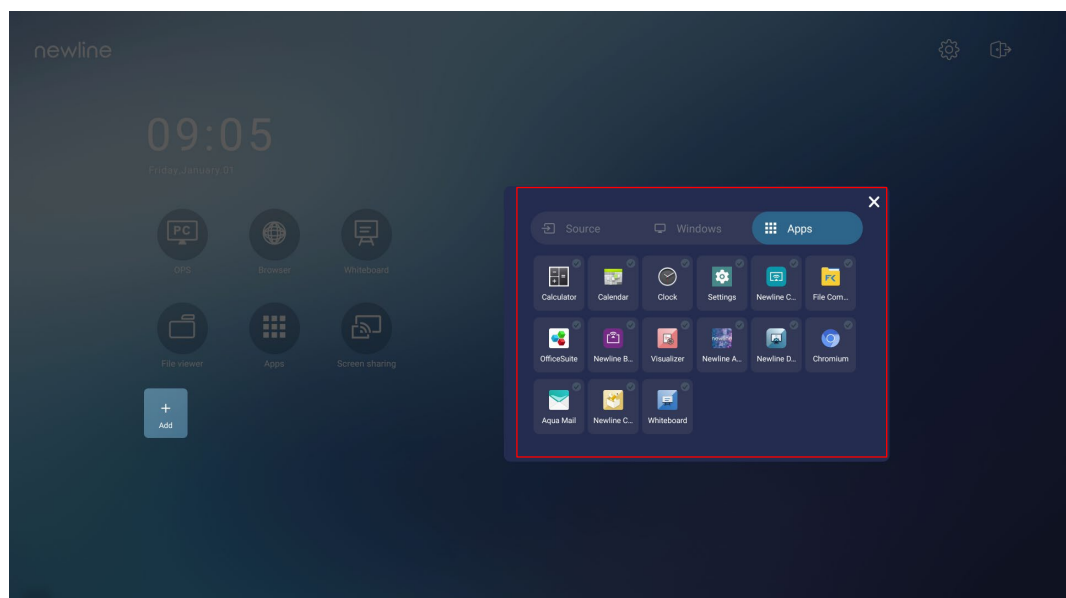 newline
09:05
Friday,January 01
PC
OPS Browser Whiteboard
File viewer Apps Screen sharing
+
Add
Source Windows Apps
Calculator Calendar Clock Settings Newline C... File Com...
OfficeSuite Newline B... Visualizer Newline A... Newline D... Chromium
Aqua Mail Newline C... Whiteboard